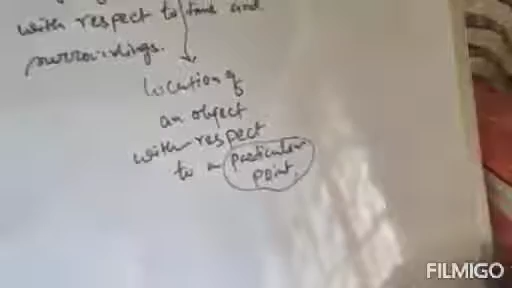 with respect to time and
surroundings.
location of
an object
with respect
to a particular
point.
FILMIGO